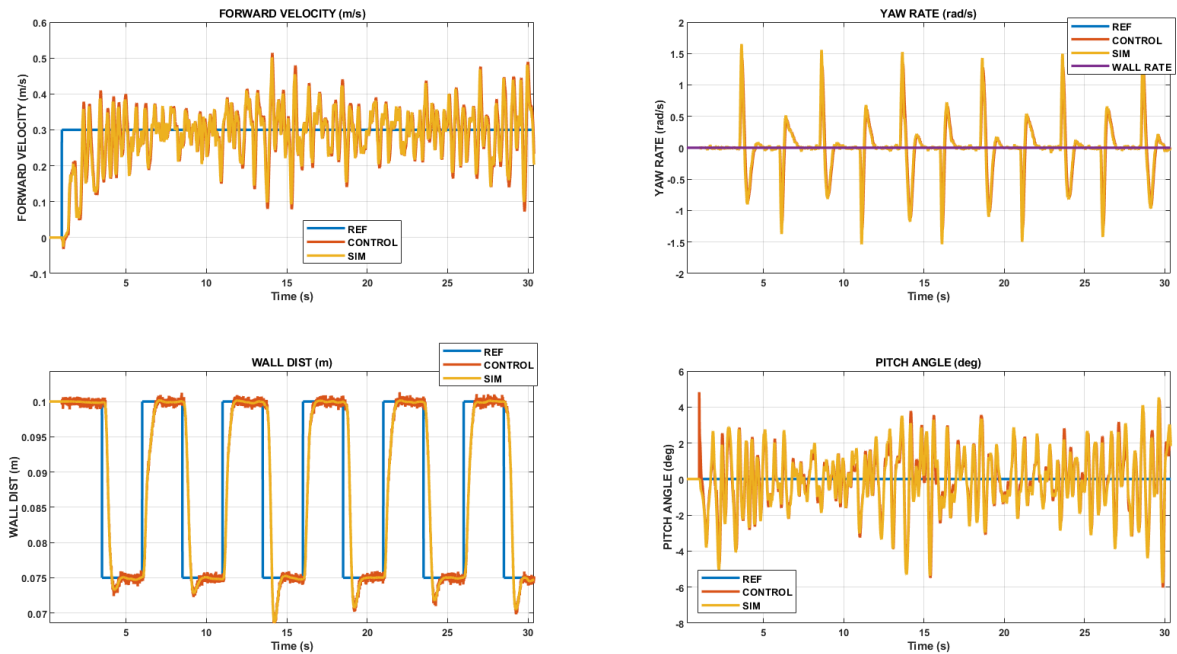 FORWARD VELOCITY (m/s)
0.6
0.5
0.4
0.3
0.2
0.1
0
-0.1
FORWARD VELOCITY (m/s)
REF
CONTROL
SIM
5
10
15
20
25
30
Time (s)
YAW RATE (rad/s)
2
1.5
1
0.5
0
-0.5
-1
-1.5
-2
YAW RATE (rad/s)
REF
CONTROL
SIM
WALL RATE
5
10
15
20
25
30
Time (s)
WALL DIST (m)
REF
CONTROL
SIM
0.1
0.095
0.09
0.085
0.08
0.075
0.07
WALL DIST (m)
5
10
15
20
25
30
Time (s)
PITCH ANGLE (deg)
6
4
2
0
-2
-4
-6
-8
PITCH ANGLE (deg)
REF
CONTROL
SIM
5
10
15
20
25
30
Time (s)